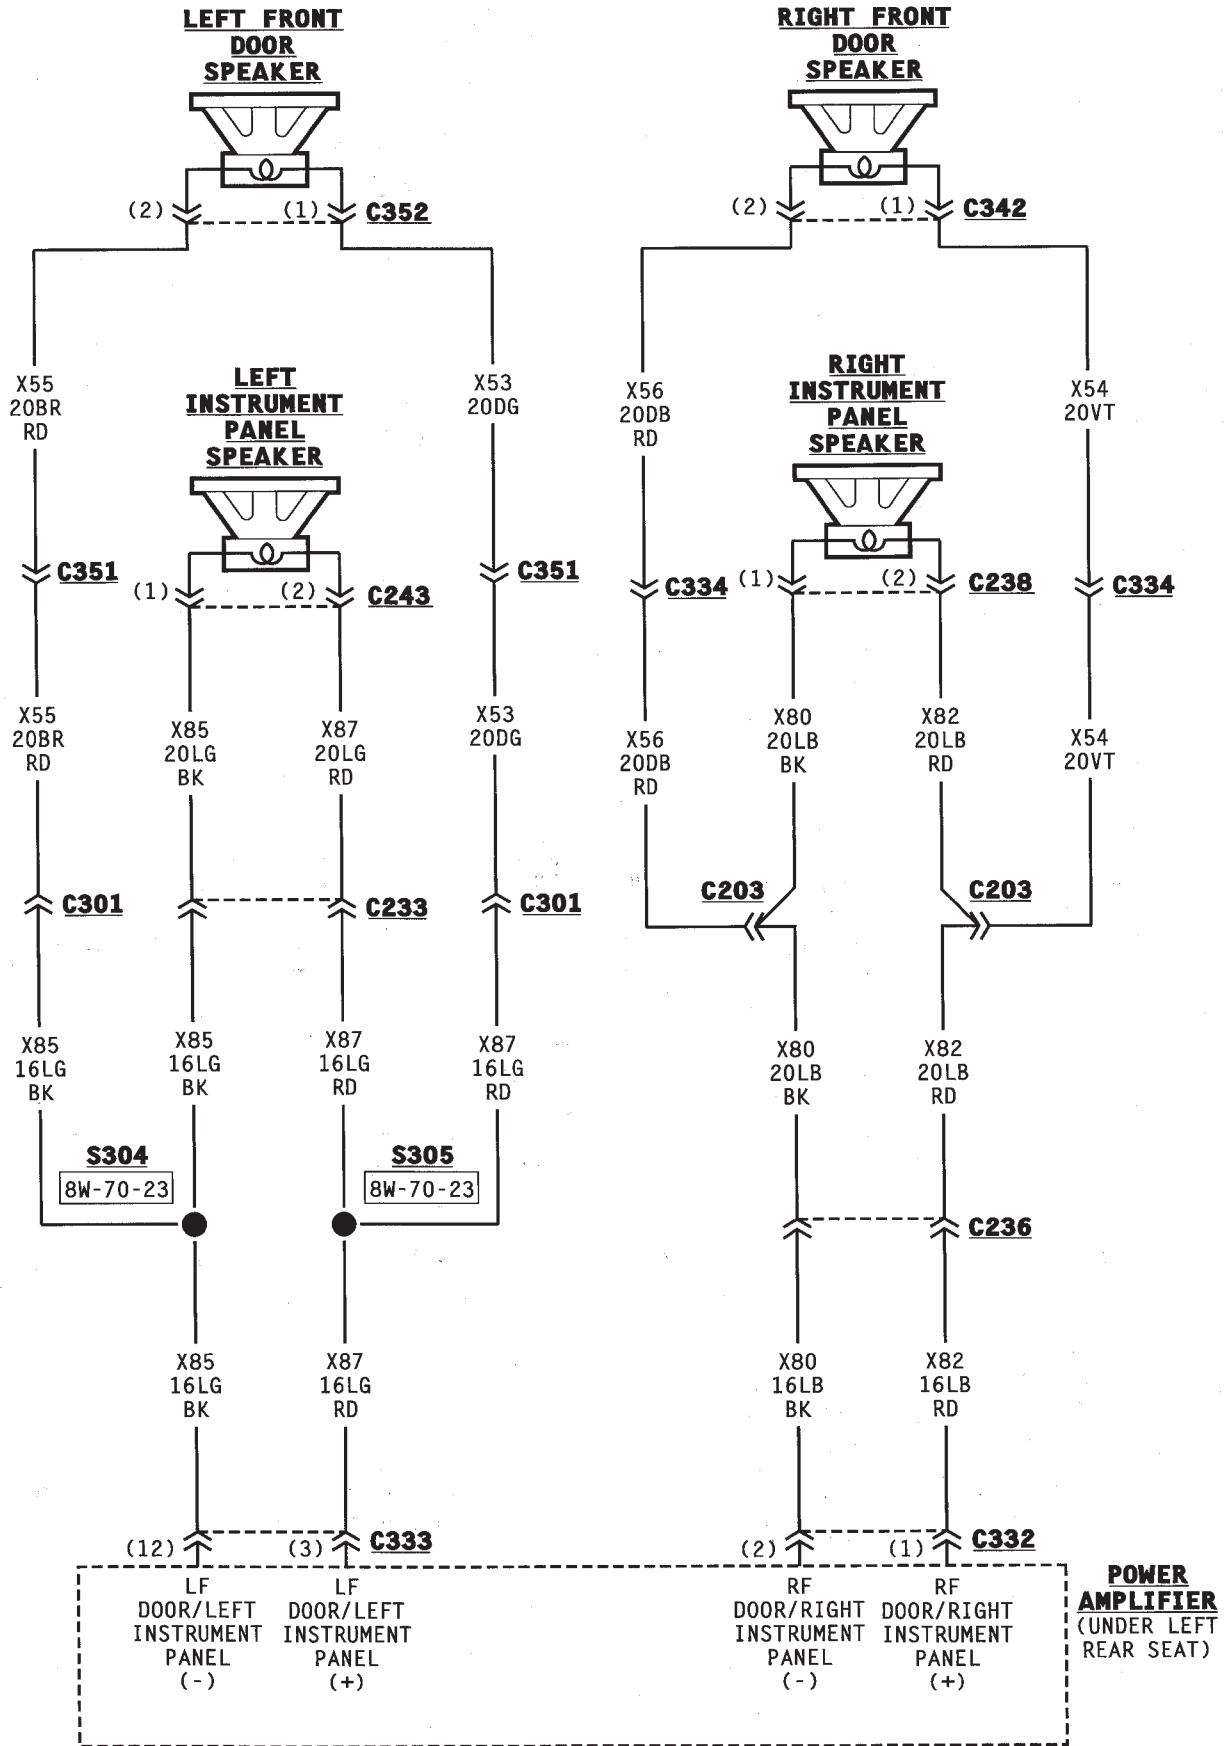 LEFT FRONT
DOOR
SPEAKER
RIGHT FRONT
DOOR
SPEAKER
(2)
(1)
C352
(2)
(1)
C342
X55
20BR
RD
LEFT
INSTRUMENT
PANEL
SPEAKER
X53
20DG
X56
20DB
RD
RIGHT
INSTRUMENT
PANEL
SPEAKER
X54
20VT
C351
(1)
(2)
C243
C351
C334
(1)
(2)
C238
C334
X55
20BR
RD
X85
20LG
BK
X87
20LG
RD
X53
20DG
X56
20DB
RD
X80
20LB
BK
X82
20LB
RD
X54
20VT
C301
C233
C301
C203
C203
X85
16LG
BK
X85
16LG
BK
X87
16LG
RD
X87
16LG
RD
X80
20LB
BK
X82
20LB
RD
S304
8W-70-23
S305
8W-70-23
C236
X85
16LG
BK
X87
16LG
RD
X80
16LB
BK
X82
16LB
RD
(12)
(3)
C333
(2)
(1)
C332
LF
DOOR/LEFT
INSTRUMENT
PANEL
(-)
LF
DOOR/LEFT
INSTRUMENT
PANEL
(+)
RF
DOOR/RIGHT
INSTRUMENT
PANEL
(-)
RF
DOOR/RIGHT
INSTRUMENT
PANEL
(+)
POWER
AMPLIFIER
(UNDER LEFT
REAR SEAT)